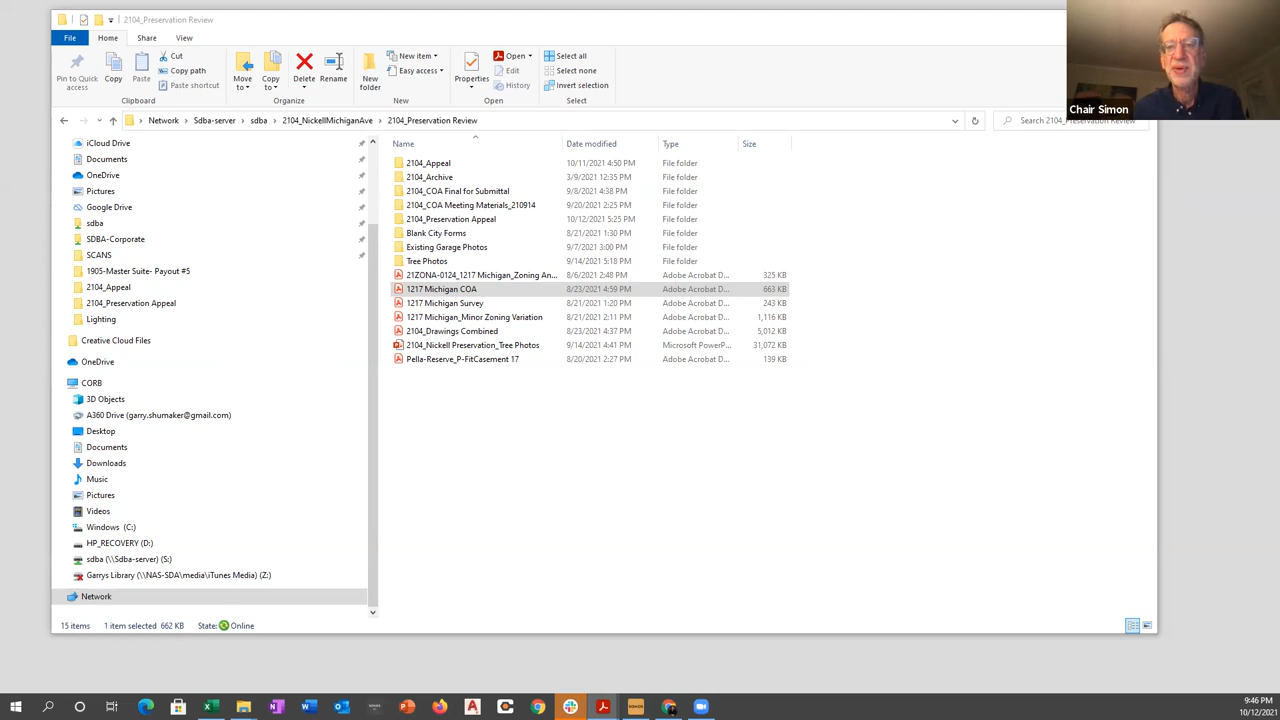 2104_Preservation Review
File Home Share View
Pin to Quick access
Copy
Paste
Cut
Copy path
Paste shortcut
Clipboard
Move to
Copy to
Delete
Rename
Organize
New folder
New item
Easy access
New
Properties
Open
Edit
History
Open
Select all
Select none
Invert selection
Select
Chair Simon
Network > Sdba-server > sdba > 2104_NickellMichiganAve > 2104_Preservation Review
Search 2104_Preservation Review
iCloud Drive
Documents
OneDrive
Pictures
Google Drive
sdba
SDBA-Corporate
SCANS
1905-Master Suite- Payout #5
2104_Appeal
2104_Preservation Appeal
Lighting
Creative Cloud Files
OneDrive
CORB
3D Objects
A360 Drive (garry.shumaker@gmail.com)
Desktop
Documents
Downloads
Music
Pictures
Videos
Windows (C:)
HP_RECOVERY (D:)
sdba (\\Sdba-server) (S:)
Garrys Library (\\NAS-SDA\media\iTunes Media) (Z:)
Network
Name Date modified Type Size
2104_Appeal 10/11/2021 4:50 PM File folder
2104_Archive 3/9/2021 12:35 PM File folder
2104_COA Final for Submittal 9/8/2021 4:38 PM File folder
2104_COA Meeting Materials_210914 9/20/2021 2:25 PM File folder
2104_Preservation Appeal 10/12/2021 5:25 PM File folder
Blank City Forms 8/21/2021 1:30 PM File folder
Existing Garage Photos 9/7/2021 3:00 PM File folder
Tree Photos 9/14/2021 5:18 PM File folder
21ZONA-0124_1217 Michigan_Zoning An... 8/6/2021 2:48 PM Adobe Acrobat D... 325 KB
1217 Michigan COA 8/23/2021 4:59 PM Adobe Acrobat D... 663 KB
1217 Michigan Survey 8/21/2021 1:20 PM Adobe Acrobat D... 243 KB
1217 Michigan_Minor Zoning Variation 8/21/2021 2:11 PM Adobe Acrobat D... 1,116 KB
2104_Drawings Combined 8/23/2021 4:37 PM Adobe Acrobat D... 5,012 KB
2104_Nickell Preservation_Tree Photos 9/14/2021 4:41 PM Microsoft PowerP... 31,072 KB
Pella-Reserve_P-FitCasement 17 8/20/2021 2:27 PM Adobe Acrobat D... 139 KB
15 items 1 item selected 662 KB State: Online
SONOS
9:46 PM
10/12/2021